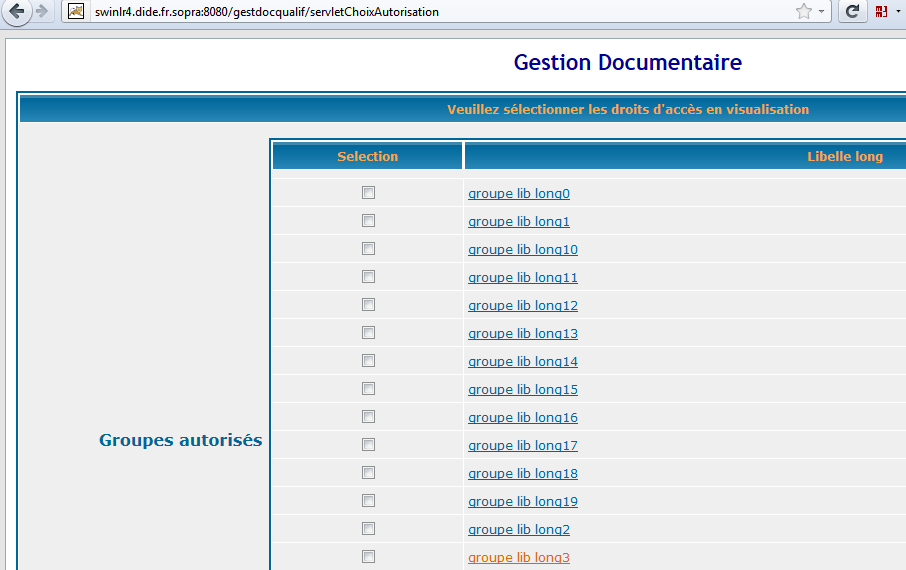 swinlr4.dide.fr.sopra:8080/gestdocqualif/servletChoixAutorisation
Gestion Documentaire
Veuillez sélectionner les droits d'accès en visualisation
Selection Libelle long
groupe lib long0
groupe lib long1
groupe lib long10
groupe lib long11
groupe lib long12
groupe lib long13
groupe lib long14
groupe lib long15
groupe lib long16
Groupes autorisés
groupe lib long17
groupe lib long18
groupe lib long19
groupe lib long2
groupe lib long3